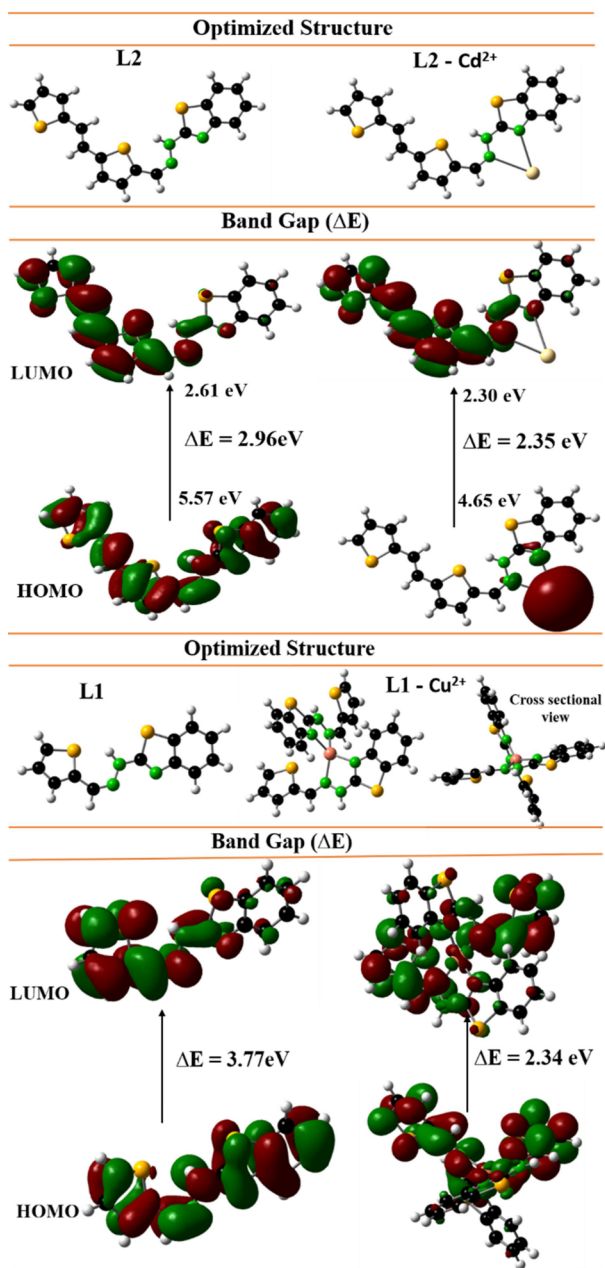 Optimized Structure
L2
L2 - Cd²⁺
Band Gap (ΔE)
LUMO
2.61 eV
2.30 eV
ΔE = 2.96eV
ΔE = 2.35 eV
5.57 eV
4.65 eV
HOMO
Optimized Structure
L1
L1 - Cu²⁺
Cross sectional
view
Band Gap (ΔE)
LUMO
ΔE = 3.77eV
ΔE = 2.34 eV
HOMO